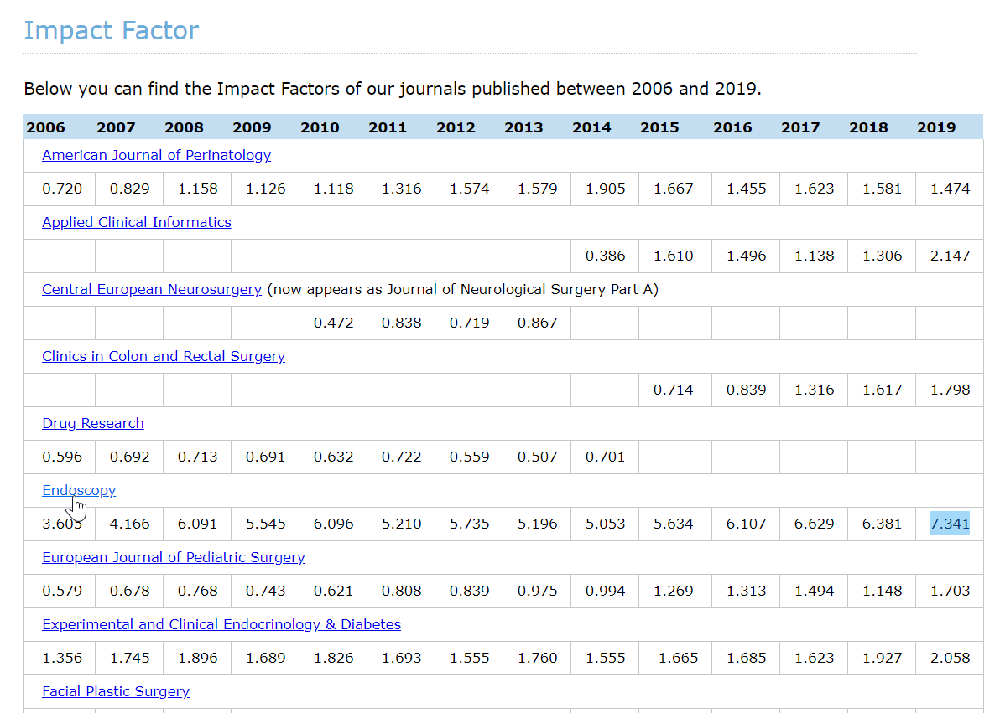 Impact Factor
Below you can find the Impact Factors of our journals published between 2006 and 2019.
2006 2007 2008 2009 2010 2011 2012 2013 2014 2015 2016 2017 2018 2019
American Journal of Perinatology
0.720 0.829 1.158 1.126 1.118 1.316 1.574 1.579 1.905 1.667 1.455 1.623 1.581 1.474
Applied Clinical Informatics
- - - - - - - - 0.386 1.610 1.496 1.138 1.306 2.147
Central European Neurosurgery (now appears as Journal of Neurological Surgery Part A)
- - - - 0.472 0.838 0.719 0.867 - - - - - -
Clinics in Colon and Rectal Surgery
- - - - - - - - - 0.714 0.839 1.316 1.617 1.798
Drug Research
0.596 0.692 0.713 0.691 0.632 0.722 0.559 0.507 0.701 - - - - -
Endoscopy
3.605 4.166 6.091 5.545 6.096 5.210 5.735 5.196 5.053 5.634 6.107 6.629 6.381 7.341
European Journal of Pediatric Surgery
0.579 0.678 0.768 0.743 0.621 0.808 0.839 0.975 0.994 1.269 1.313 1.494 1.148 1.703
Experimental and Clinical Endocrinology & Diabetes
1.356 1.745 1.896 1.689 1.826 1.693 1.555 1.760 1.555 1.665 1.685 1.623 1.927 2.058
Facial Plastic Surgery